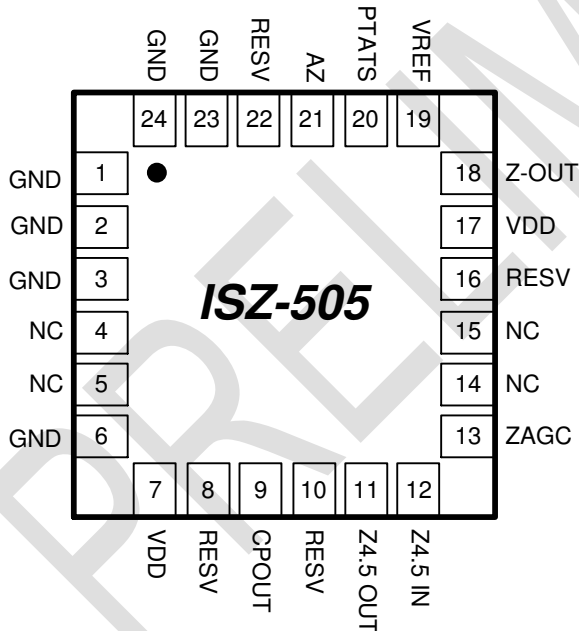 GND GND RESV AZ PTATS VREF
24 23 22 21 20 19
GND 1 18 Z-OUT
GND 2 17 VDD
GND 3 16 RESV
ISZ-505
NC 4 15 NC
NC 5 14 NC
GND 6 13 ZAGC
7 8 9 10 11 12
VDD RESV CPOUT RESV Z4.5 OUT Z4.5 IN
PRELIM